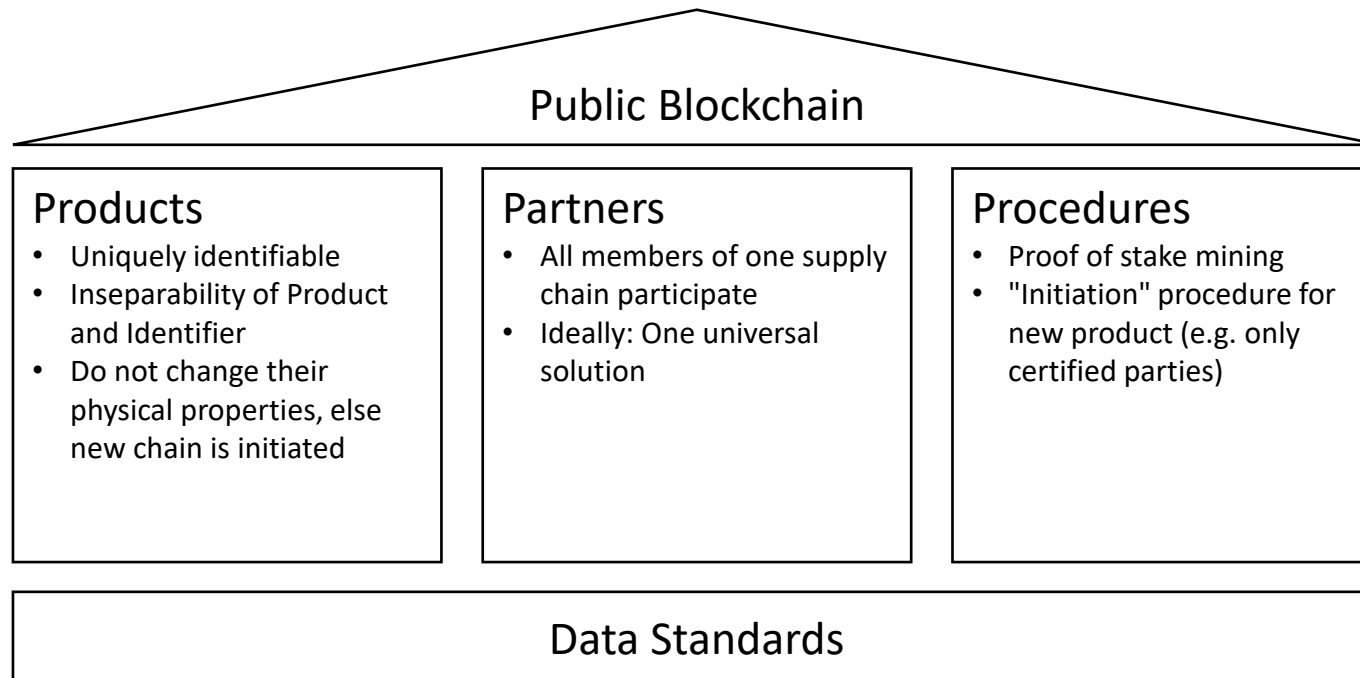 Public Blockchain
Products
• Uniquely identifiable
• Inseparability of Product
and Identifier
• Do not change their
physical properties, else
new chain is initiated
Partners
• All members of one supply
chain participate
• Ideally: One universal
solution
Procedures
• Proof of stake mining
• "Initiation" procedure for
new product (e.g. only
certified parties)
Data Standards